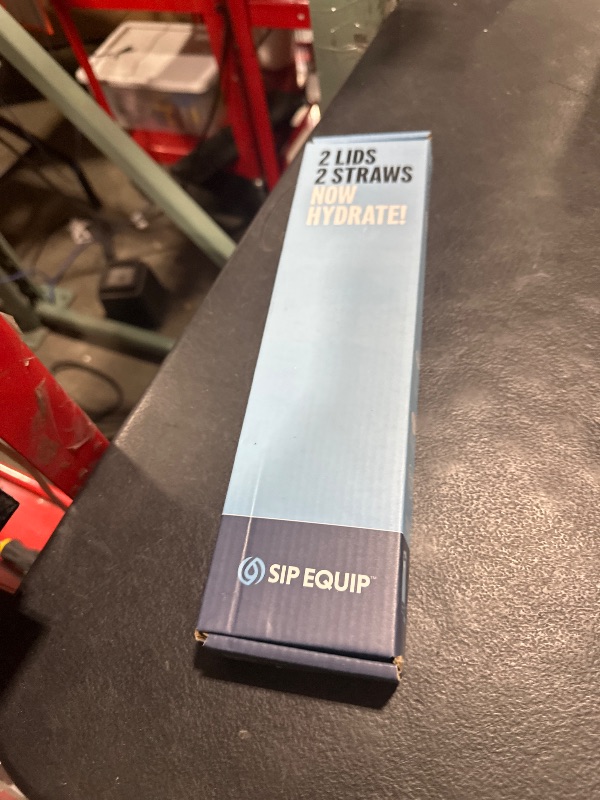 2 LIDS
2 STRAWS
NOW
HYDRATE!
SIP EQUIP™